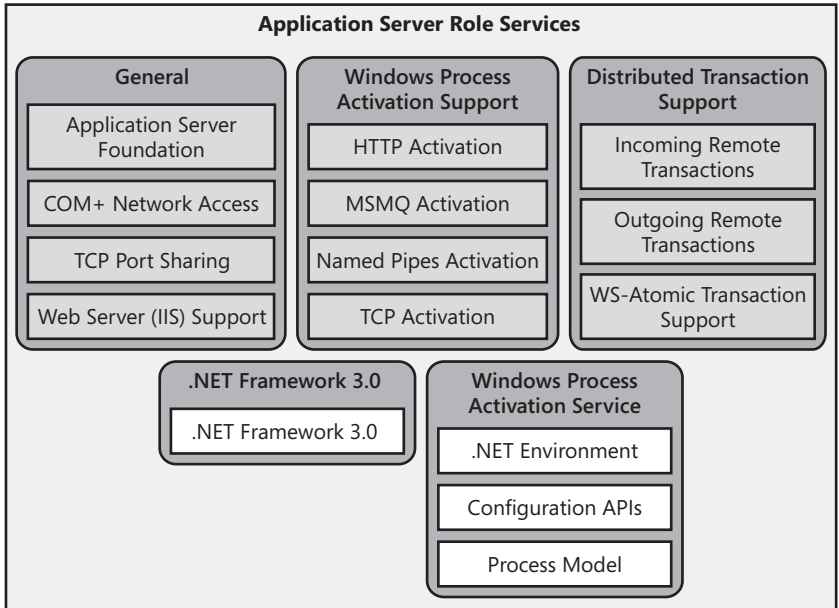 Application Server Role Services
General
Application Server
Foundation
COM+ Network Access
TCP Port Sharing
Web Server (IIS) Support
Windows Process
Activation Support
HTTP Activation
MSMQ Activation
Named Pipes Activation
TCP Activation
Distributed Transaction
Support
Incoming Remote
Transactions
Outgoing Remote
Transactions
WS-Atomic Transaction
Support
.NET Framework 3.0
.NET Framework 3.0
Windows Process
Activation Service
.NET Environment
Configuration APIs
Process Model